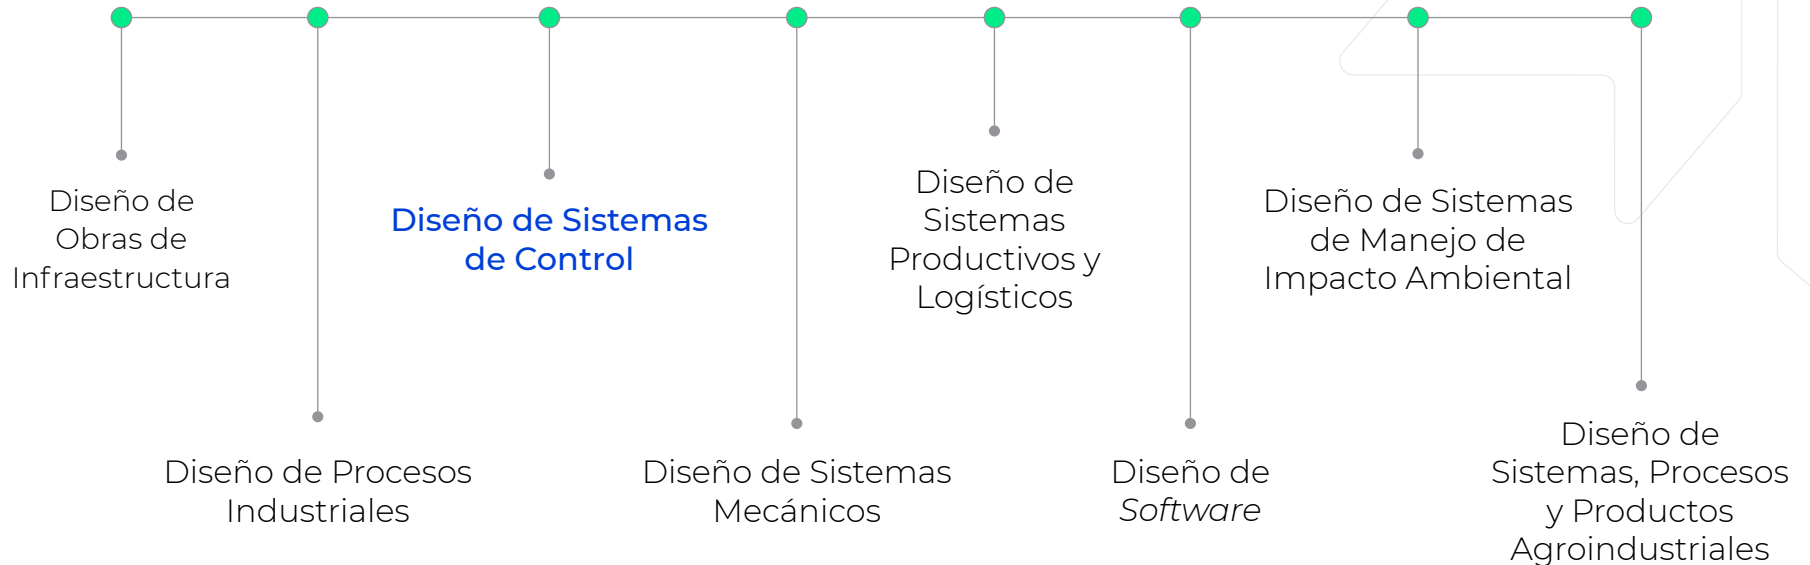 Diseño de
Obras de
Infraestructura
Diseño de Procesos
Industriales
Diseño de Sistemas
de Control
Diseño de Sistemas
Mecánicos
Diseño de
Sistemas
Productivos y
Logísticos
Diseño de
Software
Diseño de Sistemas
de Manejo de
Impacto Ambiental
Diseño de
Sistemas, Procesos
y Productos
Agroindustriales